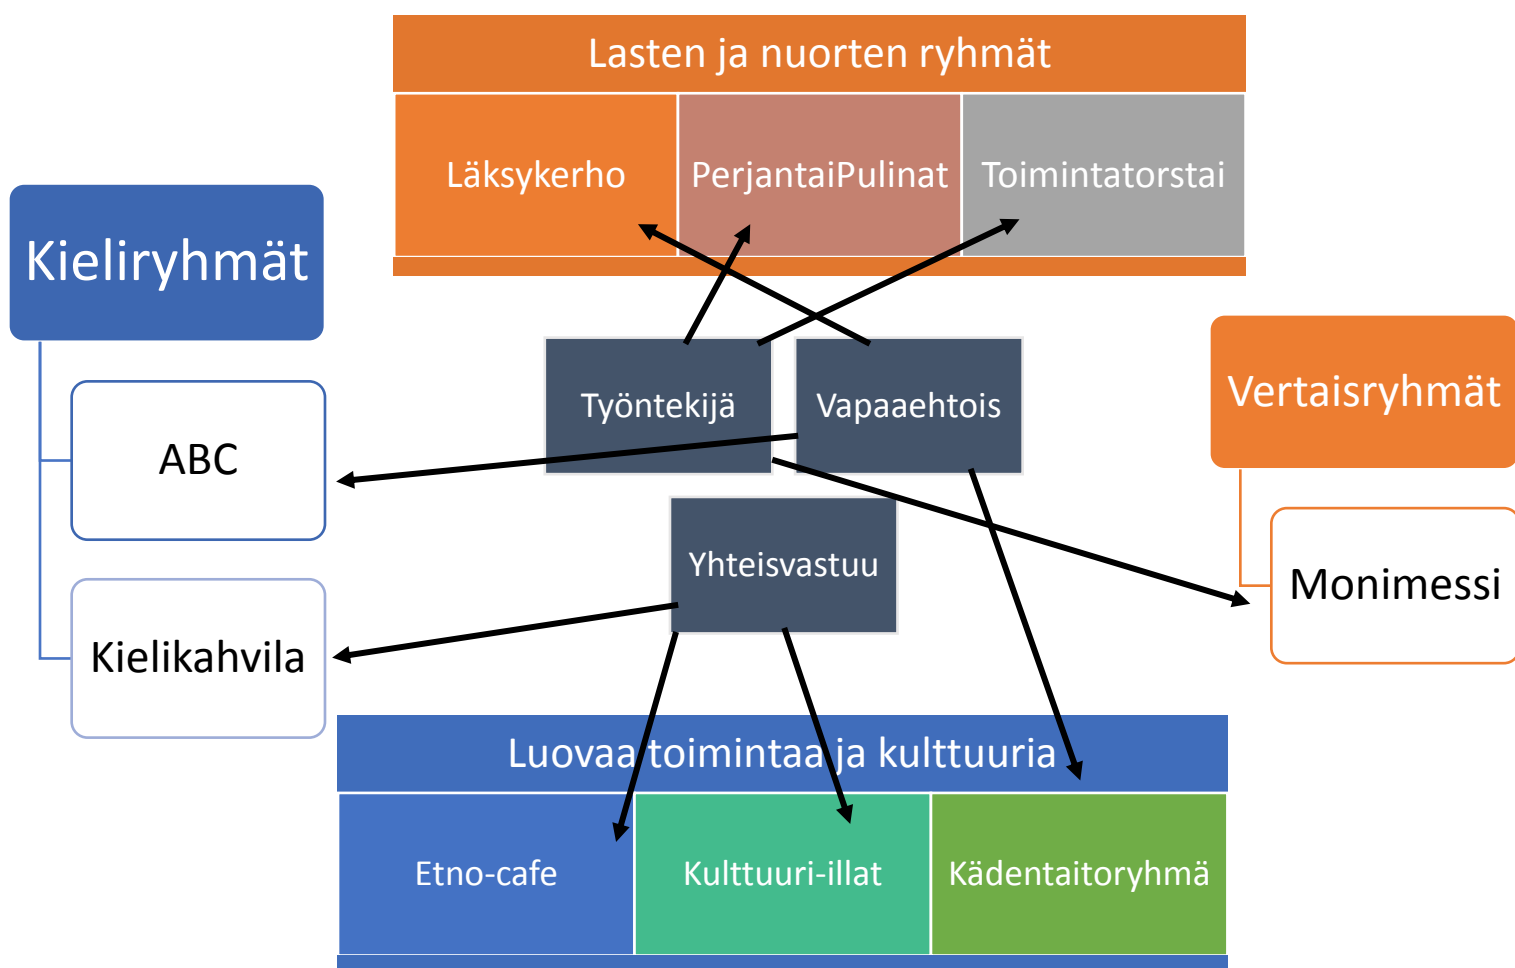 Lasten ja nuorten ryhmät
Läksykerho
PerjantaiPulinat
Toimintatorstai
Kieliryhmät
ABC
Kielikahvila
Työntekijä
Vapaaehtois
Yhteisvastuu
Vertaisryhmät
Monimessi
Luovaa toimintaa ja kulttuuria
Etno-cafe
Kulttuuri-illat
Kädentaitoryhmä